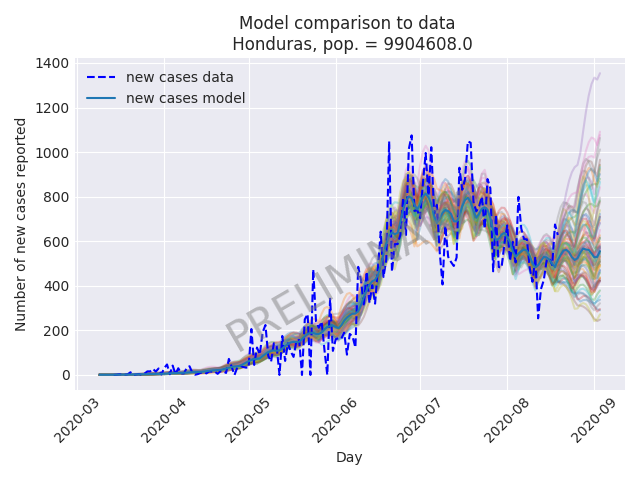 Model comparison to data
Honduras, pop. = 9904608.0
new cases data
new cases model
Number of new cases reported
1400
1200
1000
800
600
400
200
0
2020-03
2020-04
2020-05
2020-06
2020-07
2020-08
2020-09
Day